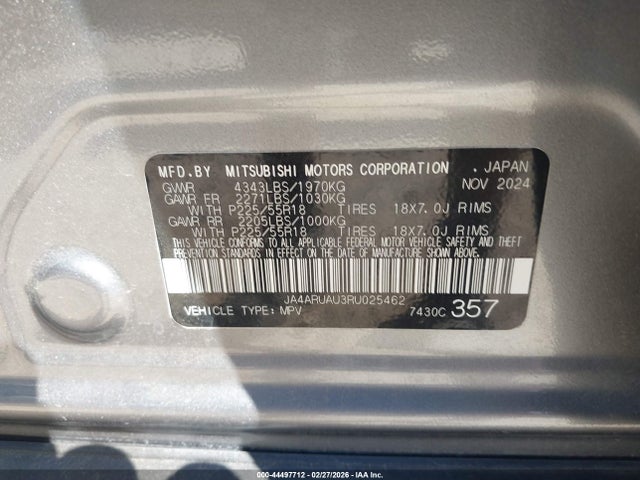 MFD.BY MITSUBISHI MOTORS CORPORATION . JAPAN
GVWR 4343LBS/1970KG NOV 2024
GAWR FR 2271LBS/1030KG
WITH P225/55R18 TIRES 18X7.0J RIMS
GAWR RR 2205LBS/1000KG
WITH P225/55R18 TIRES 18X7.0J RIMS
THIS VEHICLE CONFORMS TO ALL APPLICABLE FEDERAL MOTOR VEHICLE SAFETY AND THEFT
PREVENTION STANDARDS IN EFFECT ON THE DATE OF MANUFACTURE SHOWN ABOVE.
JA4ARUAU3RU025462
VEHICLE TYPE: MPV 7430C 357
000-44497712 - 02/27/2026 - IAA Inc.